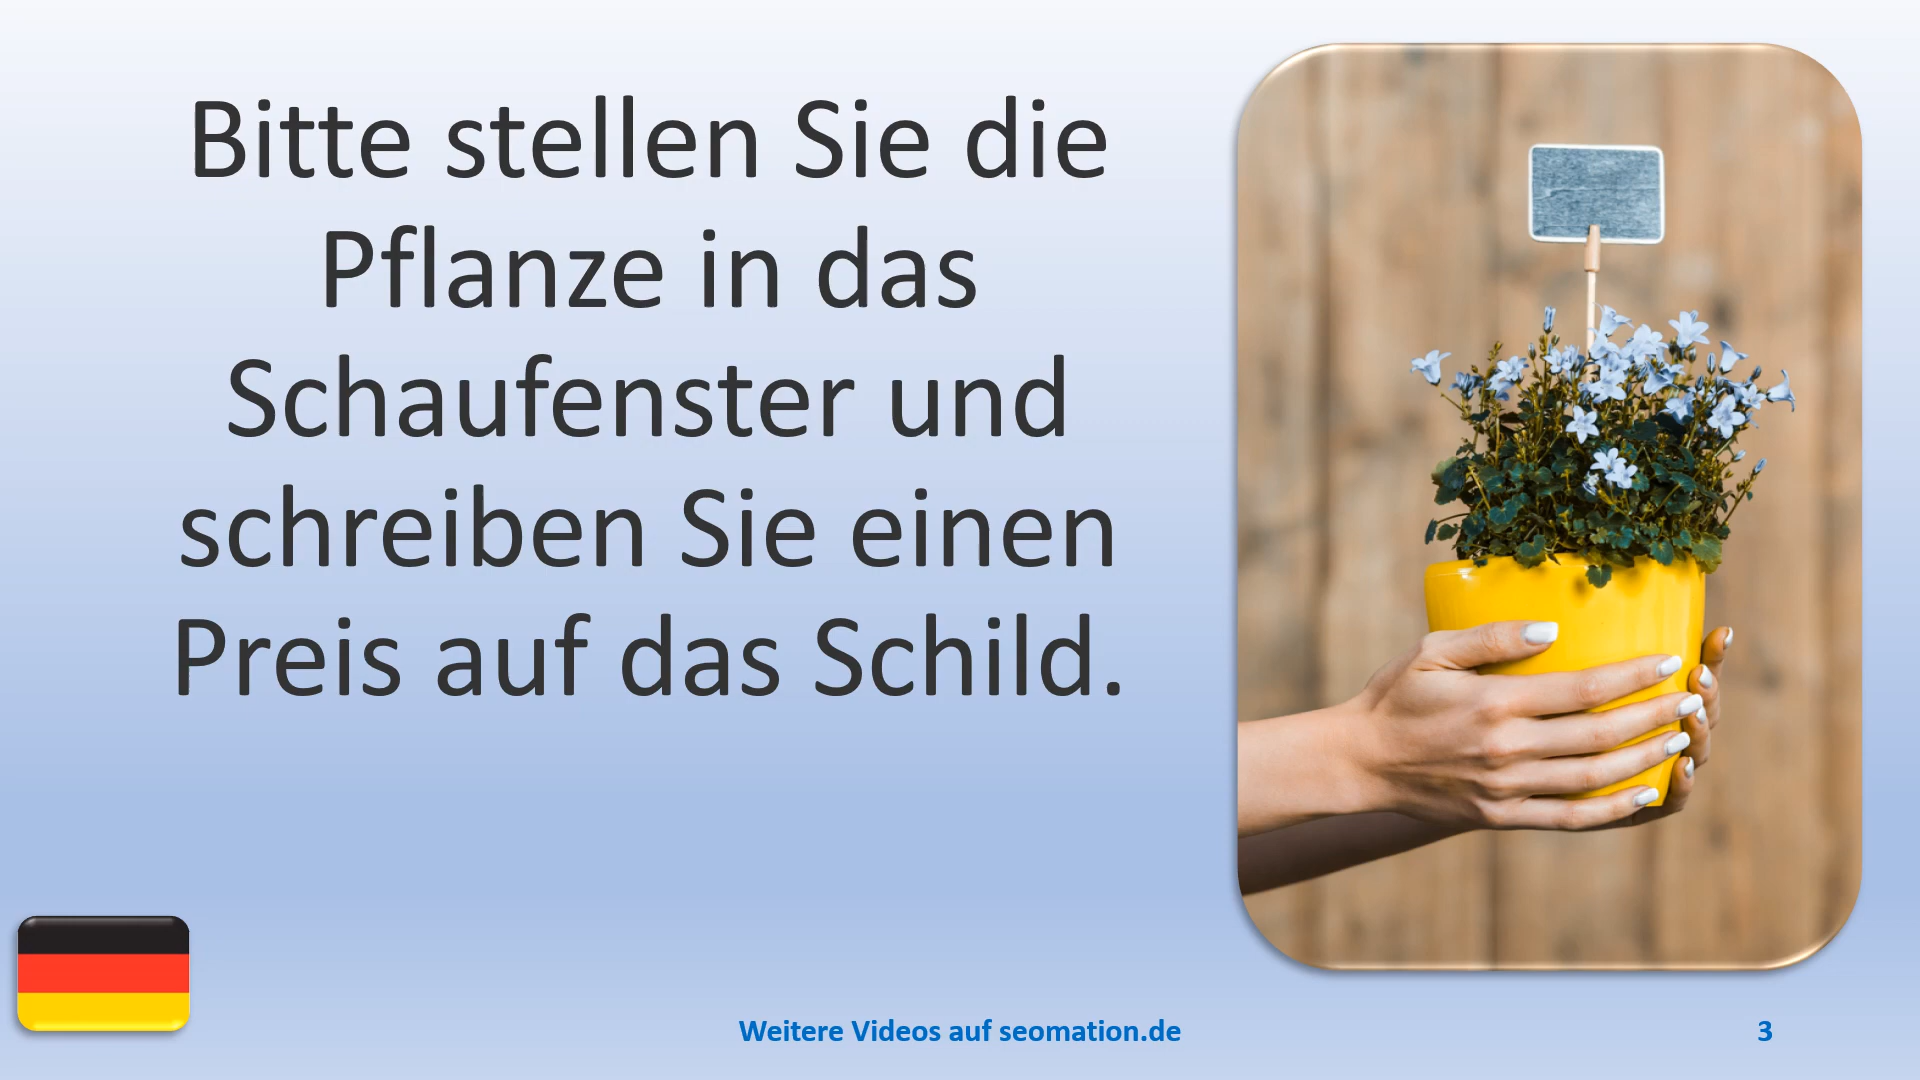 Bitte stellen Sie die
Pflanze in das
Schaufenster und
schreiben Sie einen
Preis auf das Schild.
Weitere Videos auf seomation.de
3